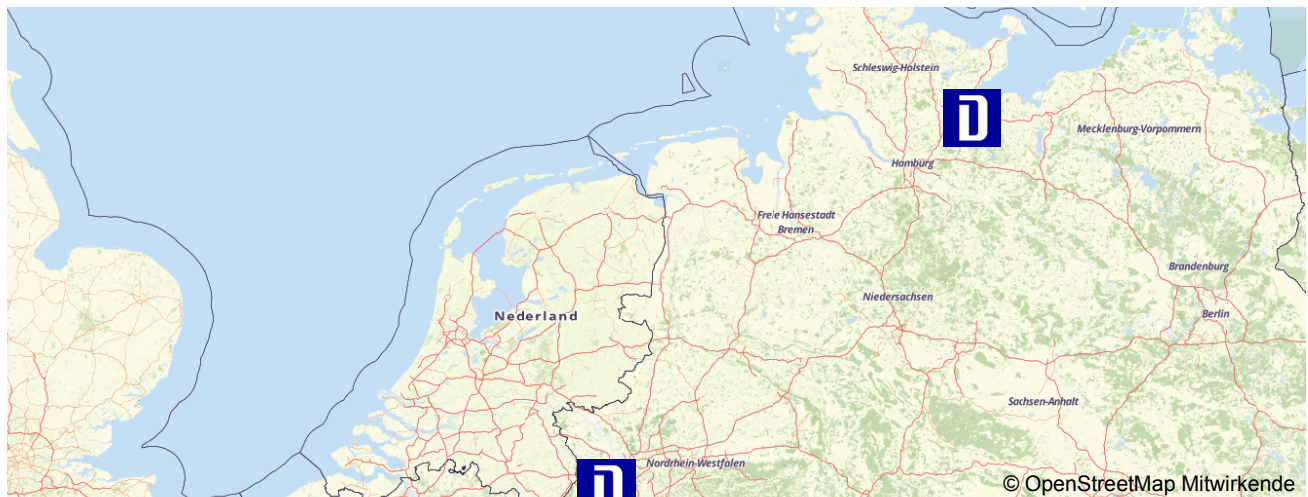 Schleswig-Holstein
Mecklenburg-Vorpommern
Hamburg
Freie Hansestadt
Bremen
Brandenburg
Niedersachsen
Nederland
Berlin
Sachsen-Anhalt
Nordrhein-Westfalen
© OpenStreetMap Mitwirkende